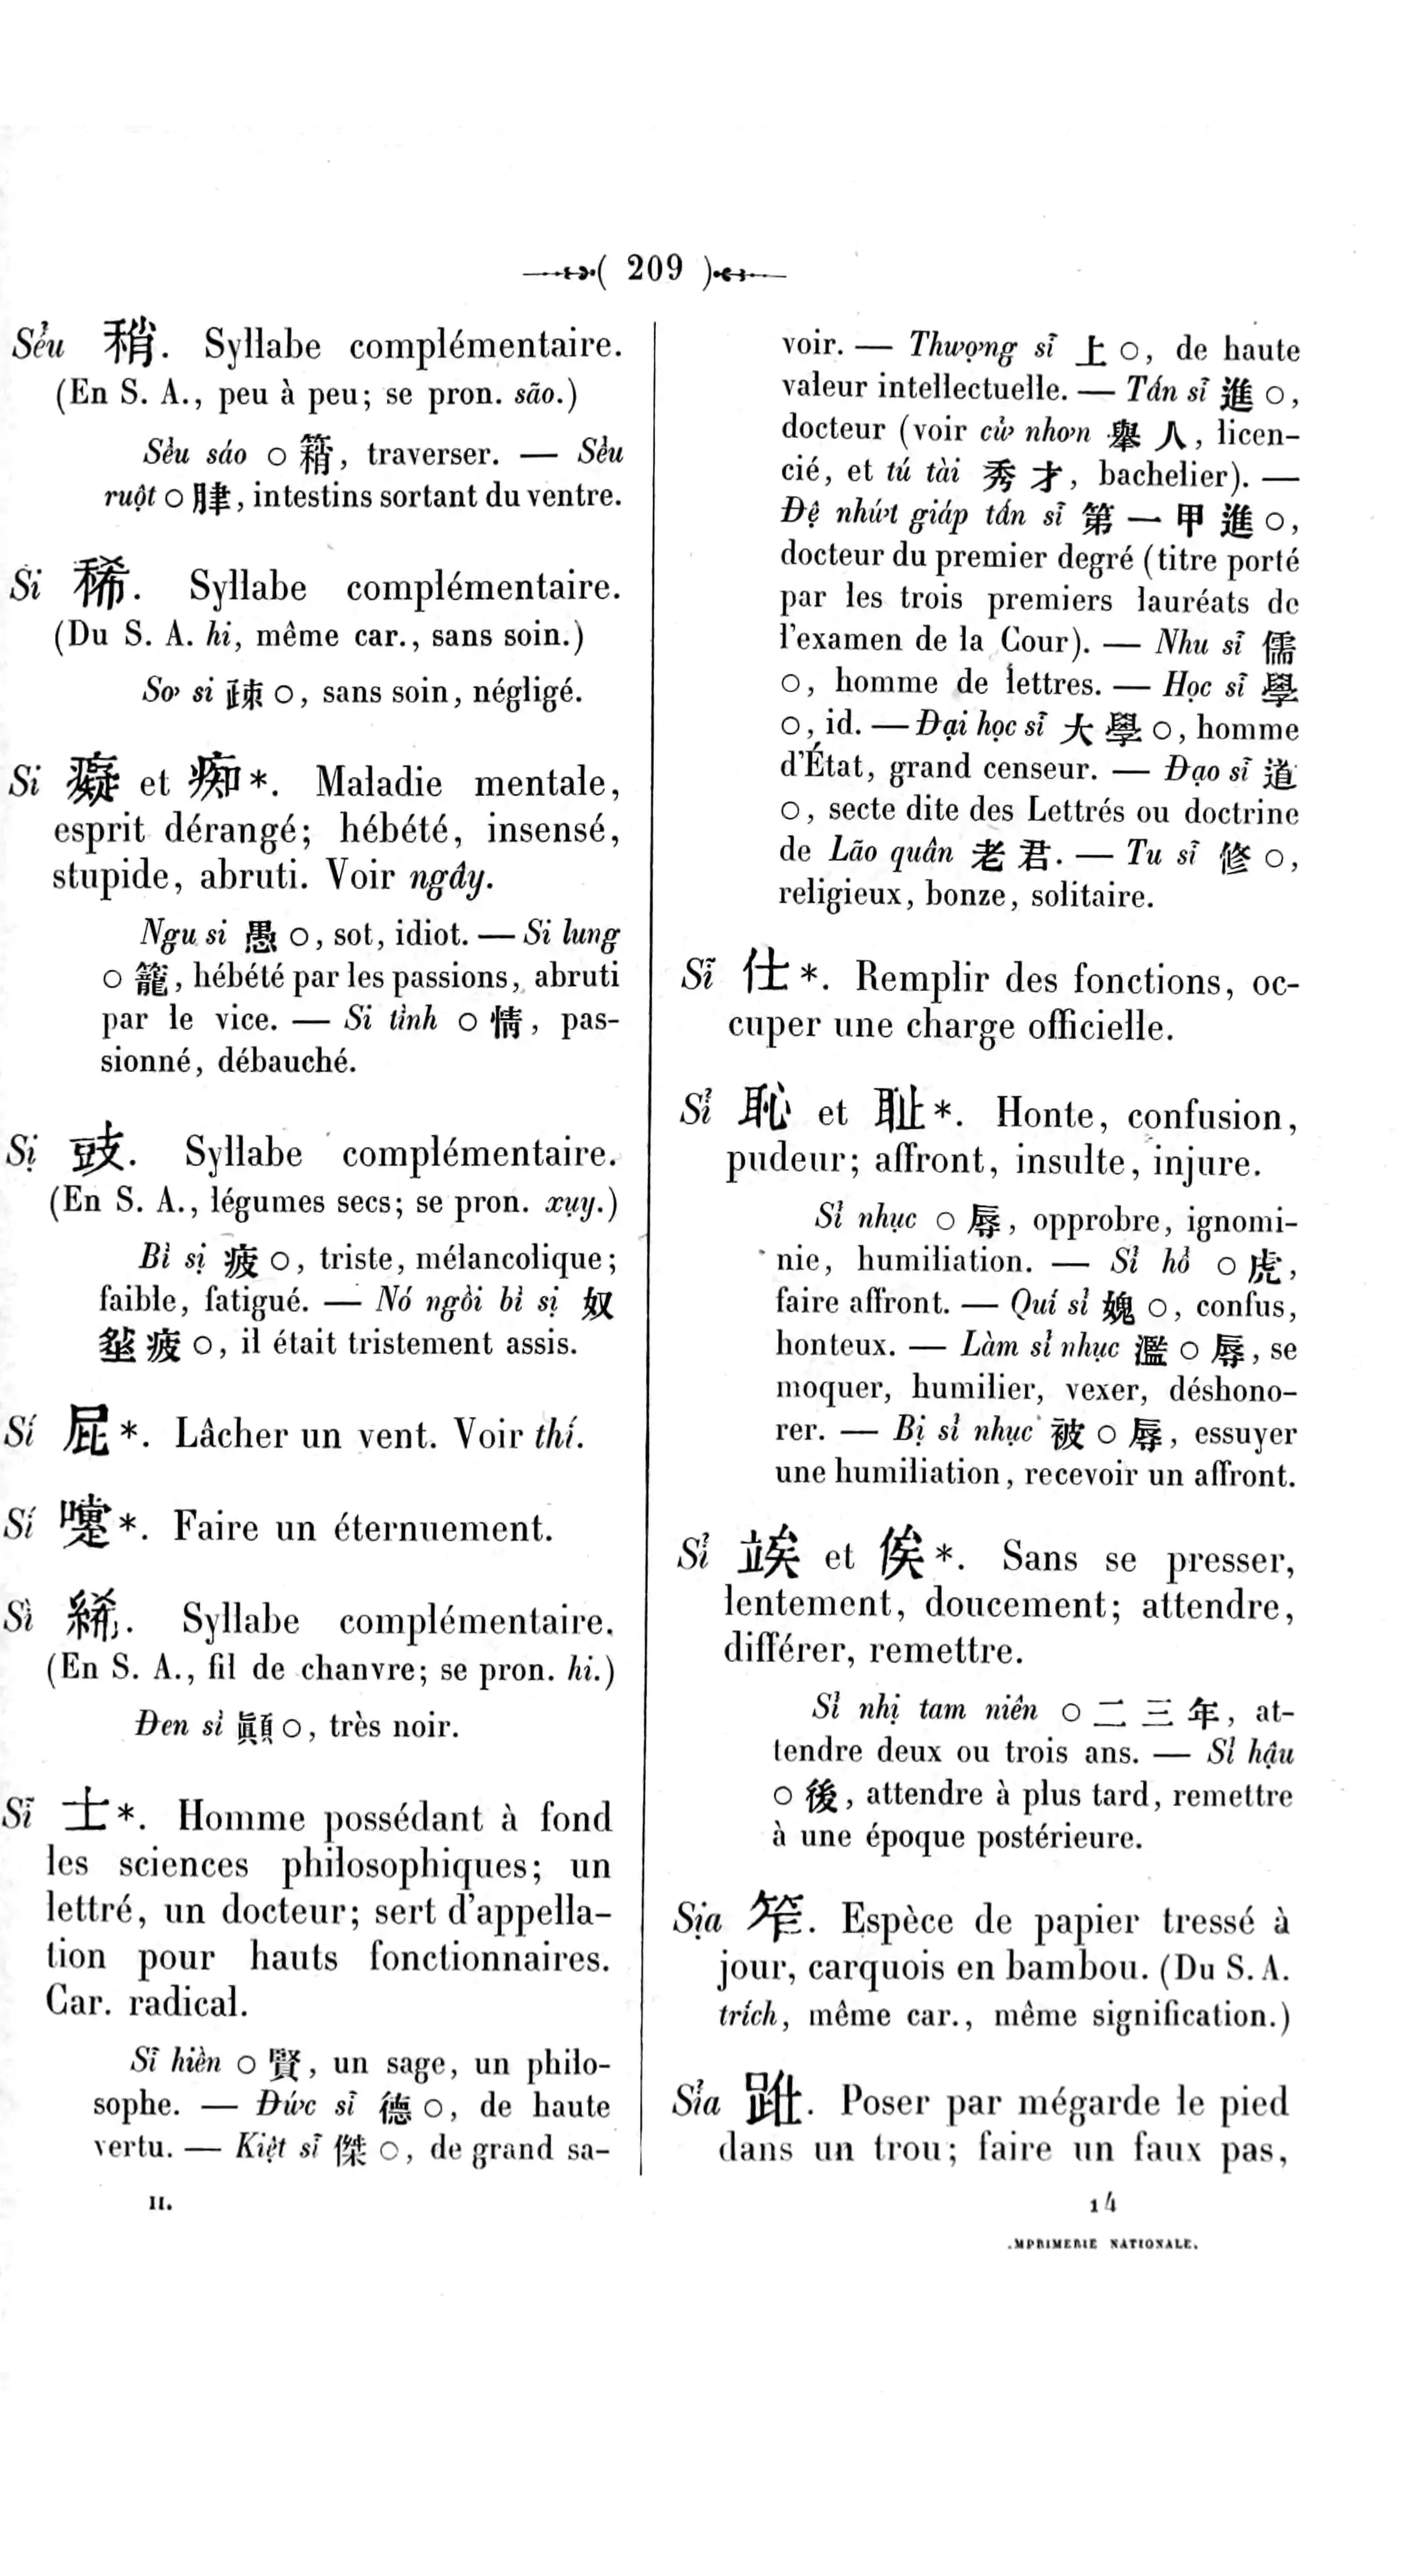 ( 209 )
Sểu 稍. Syllabe complémentaire.
(En S. A., peu à peu; se pron. são.)
Sểu sáo ○ 箾, traverser. — Sểu
ruột ○ 肂, intestins sortant du ventre.
Si 稀. Syllabe complémentaire.
(Du S. A. hi, même car., sans soin.)
Sơ si 疎 ○, sans soin, négligé.
Si 癡 et 痴*. Maladie mentale,
esprit dérangé; hébété, insensé,
stupide, abruti. Voir ngây.
Ngu si 愚 ○, sot, idiot. — Si lung
○ 籠, hébété par les passions, abruti
par le vice. — Si tình ○ 情, pas-
sionné, débauché.
Sị 豉. Syllabe complémentaire.
(En S. A., légumes secs; se pron. xụy.)
Bì sị 疲 ○, triste, mélancolique;
faible, fatigué. — Nó ngồi bì sị 奴
疲 ○, il était tristement assis.
Sí 屁*. Lâcher un vent. Voir thí.
Sí 嚏*. Faire un éternuement.
Sì 絺. Syllabe complémentaire.
(En S. A., fil de chanvre; se pron. hi.)
Đen sì 顛 ○, très noir.
Sĩ 士*. Homme possédant à fond
les sciences philosophiques; un
lettré, un docteur; sert d'appella-
tion pour hauts fonctionnaires.
Car. radical.
Sĩ hiền ○ 賢, un sage, un philo-
sophe. — Đức sĩ 德 ○, de haute
vertu. — Kiệt sĩ 傑 ○, de grand sa-
voir. — Thượng sĩ 上 ○, de haute
valeur intellectuelle. — Tấn sĩ 進 ○,
docteur (voir cử nhơn 舉 人, licen-
cié, et tú tài 秀 才, bachelier). —
Đệ nhứt giáp tấn sĩ 第 一 甲 進 ○,
docteur du premier degré (titre porté
par les trois premiers lauréats de
l'examen de la Cour). — Nhu sĩ 儒
○, homme de lettres. — Học sĩ 學
○, id. — Đại học sĩ 大 學 ○, homme
d'État, grand censeur. — Đạo sĩ 道
○, secte dite des Lettrés ou doctrine
de Lão quân 老 君. — Tu sĩ 修 ○,
religieux, bonze, solitaire.
Sĩ 仕*. Remplir des fonctions, oc-
cuper une charge officielle.
Sỉ 恥 et 耻*. Honte, confusion,
pudeur; affront, insulte, injure.
Sỉ nhục ○ 辱, opprobre, ignomi-
nie, humiliation. — Sỉ hổ ○ 虎,
faire affront. — Quí sỉ 媿 ○, confus,
honteux. — Làm sỉ nhục 濫 ○ 辱, se
moquer, humilier, vexer, déshono-
rer. — Bị sỉ nhục 被 ○ 辱, essuyer
une humiliation, recevoir un affront.
Sỉ 竢 et 俟*. Sans se presser,
lentement, doucement; attendre,
différer, remettre.
Sỉ nhị tam niên ○ 二 三 年, at-
tendre deux ou trois ans. — Sỉ hậu
○ 後, attendre à plus tard, remettre
à une époque postérieure.
Sịa 笮. Espèce de papier tressé à
jour, carquois en bambou. (Du S. A.
trích, même car., même signification.)
Sỉa 跐. Poser par mégarde le pied
dans un trou; faire un faux pas,
II.
14
MPRIMERIE NATIONALE.